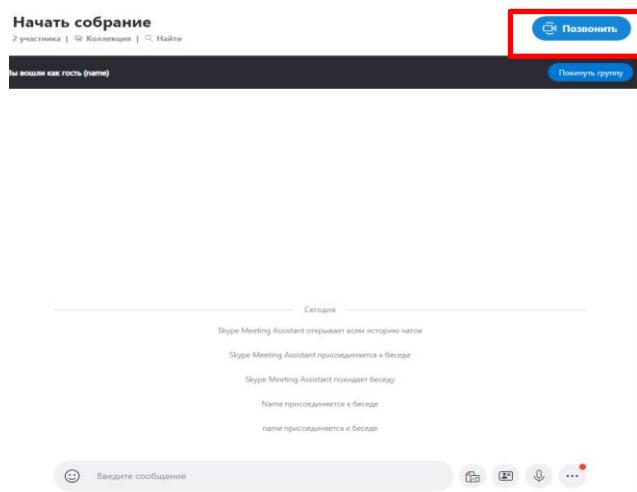 Начать собрание
Позвонить
2 участника | Коллекция | Найти
ы вошли как гость (name)
Покинуть группу
Сегодня
Skype Meeting Assistant открывает всем историю чатов
Skype Meeting Assistant присоединяется к беседе
Skype Meeting Assistant покидает беседу
Name присоединяется к беседе
name присоединяется к беседе
Введите сообщение